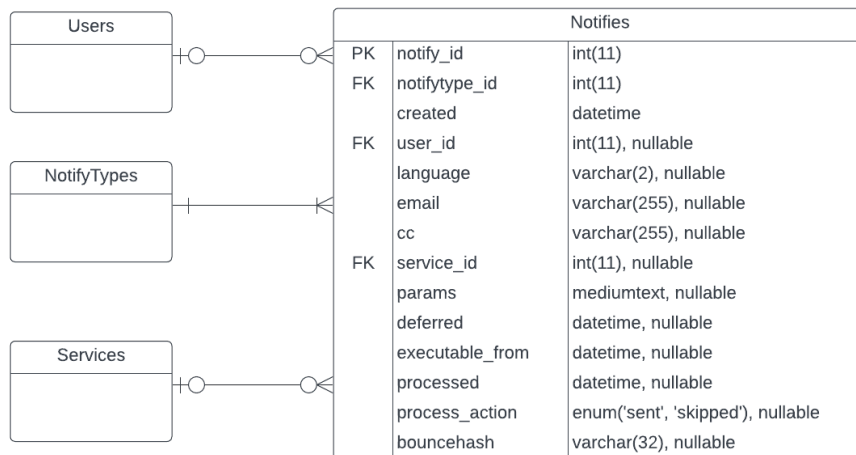 Users
NotifyTypes
Services
Notifies
PK notify_id int(11)
FK notifytype_id int(11)
created datetime
FK user_id int(11), nullable
language varchar(2), nullable
email varchar(255), nullable
cc varchar(255), nullable
FK service_id int(11), nullable
params mediumtext, nullable
deferred datetime, nullable
executable_from datetime, nullable
processed datetime, nullable
process_action enum('sent', 'skipped'), nullable
bouncehash varchar(32), nullable